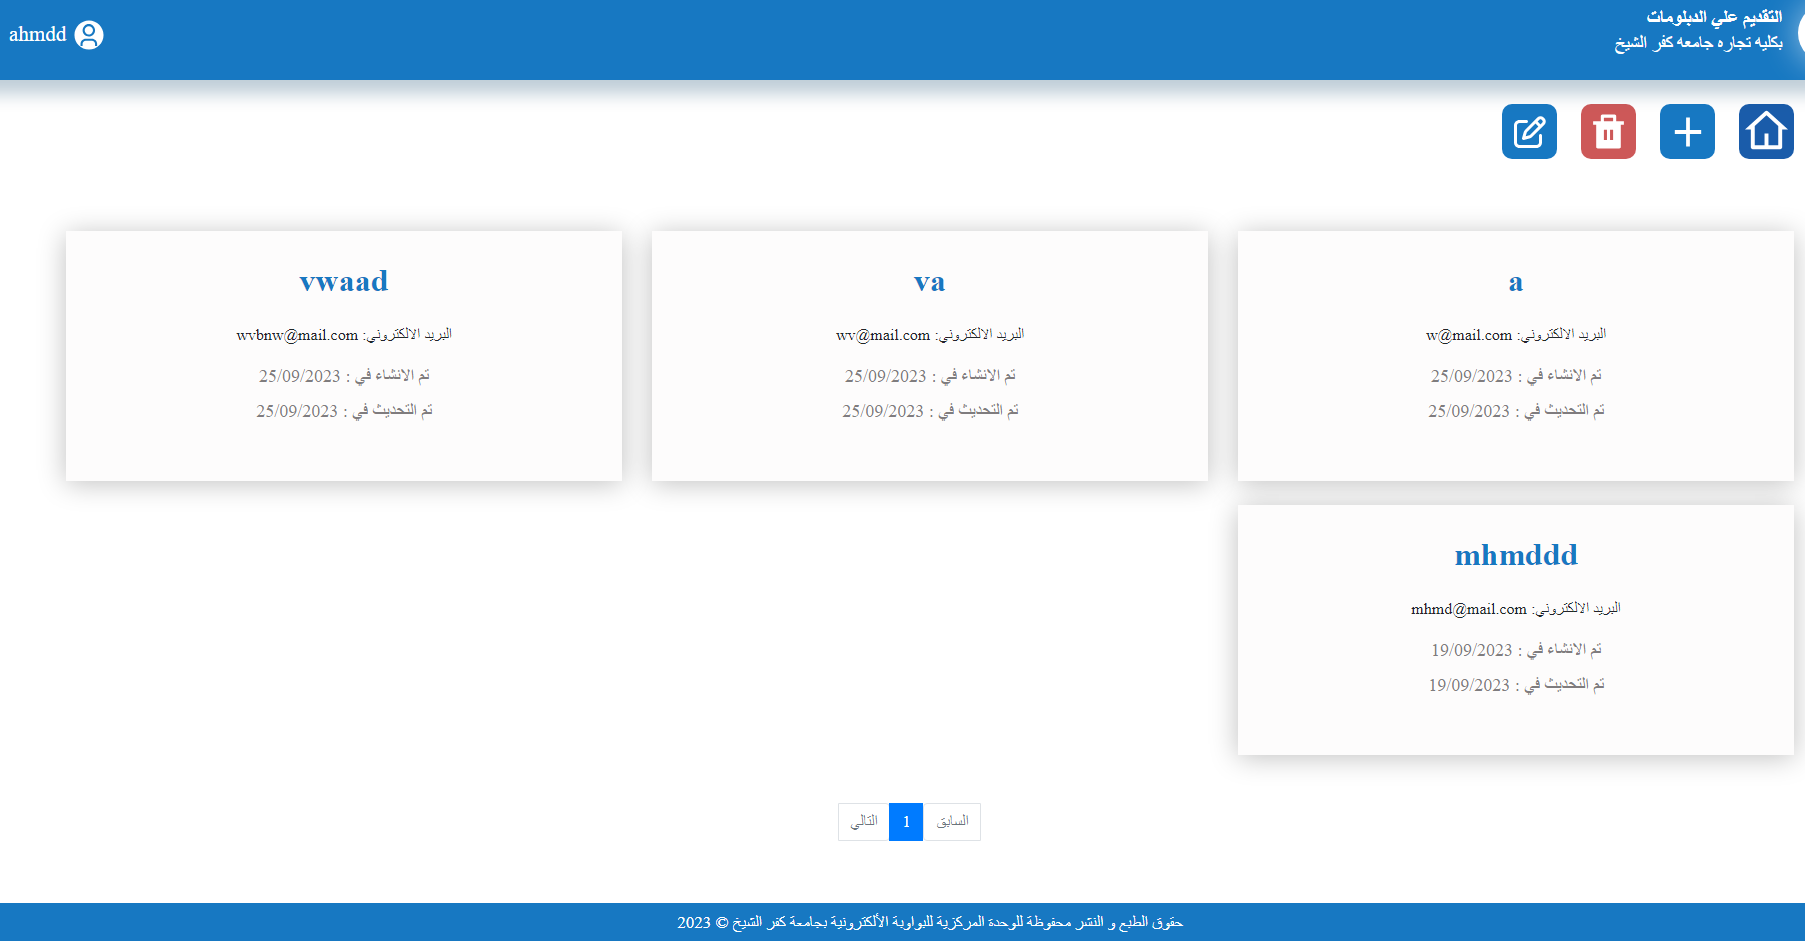 التقديم علي الدبلومات
بكليه تجاره جامعه كفر الشيخ
ahmdd
a
البريد الالكتروني: w@mail.com
تم الانشاء في : 25/09/2023
تم التحديث في : 25/09/2023
va
البريد الالكتروني: wv@mail.com
تم الانشاء في : 25/09/2023
تم التحديث في : 25/09/2023
vwaad
البريد الالكتروني: wvbnw@mail.com
تم الانشاء في : 25/09/2023
تم التحديث في : 25/09/2023
mhmddd
البريد الالكتروني: mhmd@mail.com
تم الانشاء في : 19/09/2023
تم التحديث في : 19/09/2023
السابق 1 التالي
حقوق الطبع و النشر محفوظة للوحدة المركزية للبوابة الألكترونية بجامعة كفر الشيخ © 2023